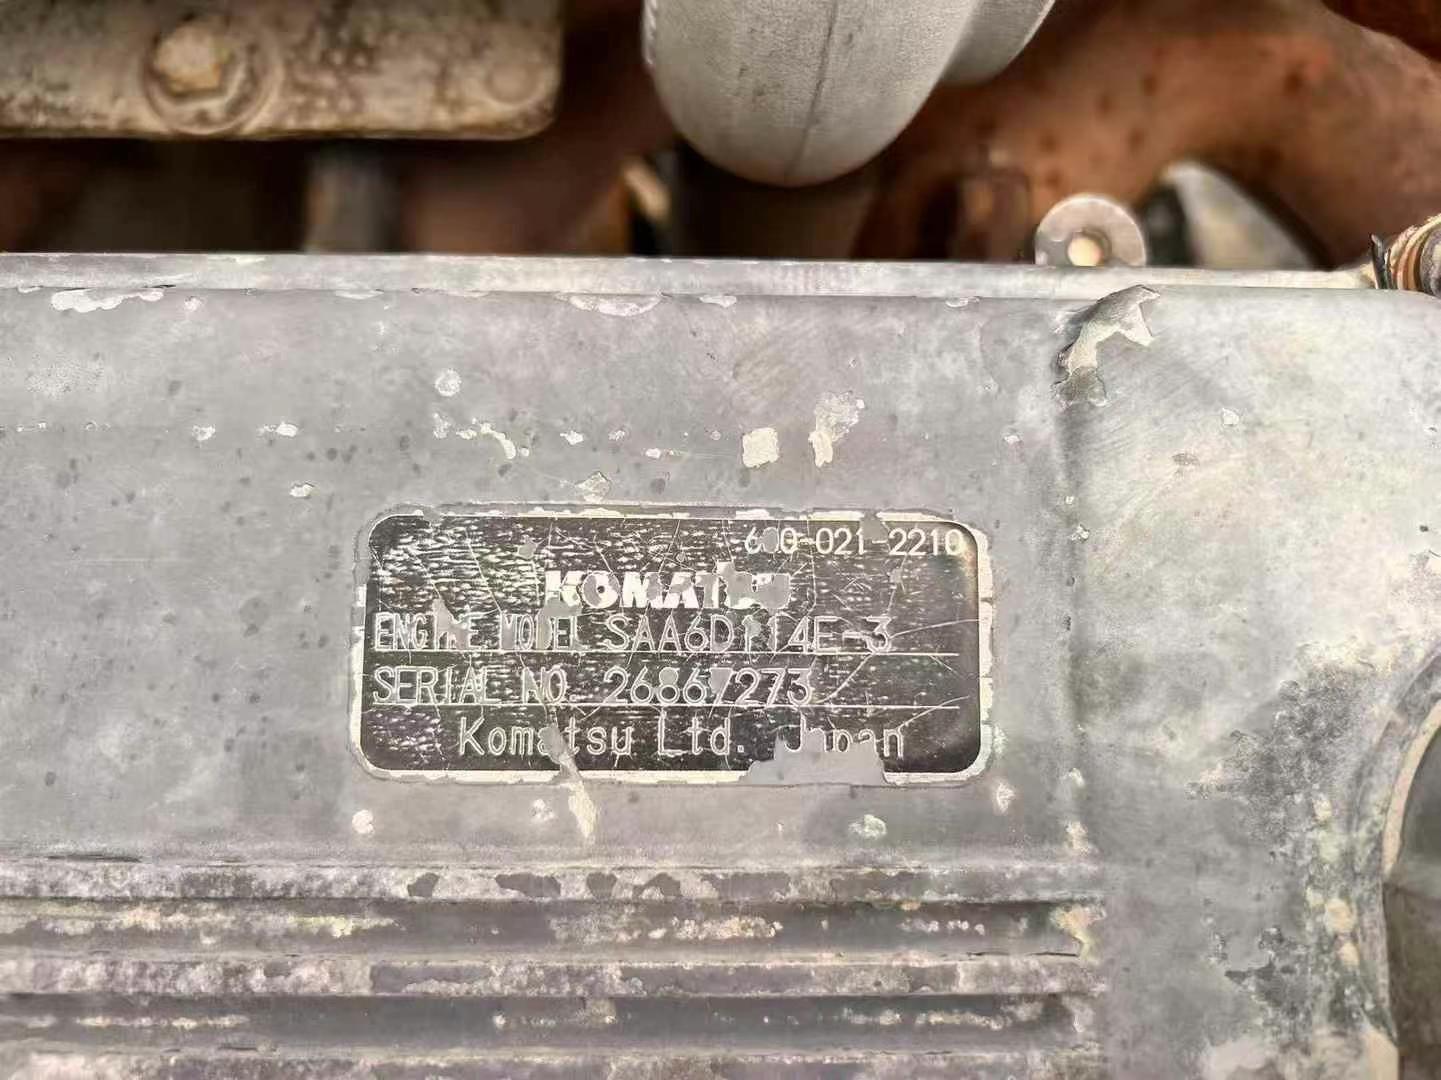 600-021-2210
KOMATSU
ENGINE MODEL SAA6D114E-3
SERIAL NO. 26867273
Komatsu Ltd. Japan